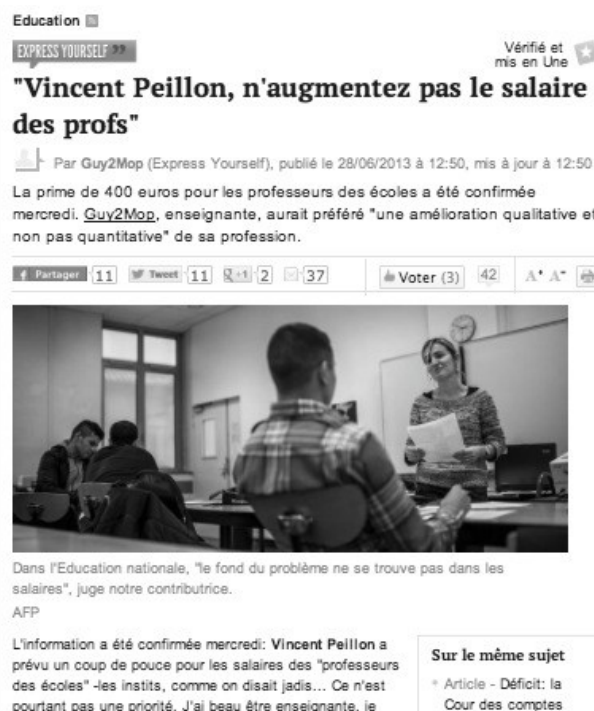 Education
EXPRESS YOURSELF
Vérifié et
mis en Une
"Vincent Peillon, n'augmentez pas le salaire
des profs"
Par Guy2Mop (Express Yourself), publié le 28/06/2013 à 12:50, mis à jour à 12:50
La prime de 400 euros pour les professeurs des écoles a été confirmée
mercredi. Guy2Mop, enseignante, aurait préféré "une amélioration qualitative et
non pas quantitative" de sa profession.
Partager 11 Tweet 11 +1 2 37 Voter (3) 42 A+ A-
Dans l'Education nationale, "le fond du problème ne se trouve pas dans les
salaires", juge notre contributrice.
AFP
L'information a été confirmée mercredi: Vincent Peillon a
prévu un coup de pouce pour les salaires des "professeurs
des écoles" -les instits, comme on disait jadis... Ce n'est
pourtant pas une priorité. J'ai beau être enseignante, je
Sur le même sujet
Article - Déficit: la
Cour des comptes